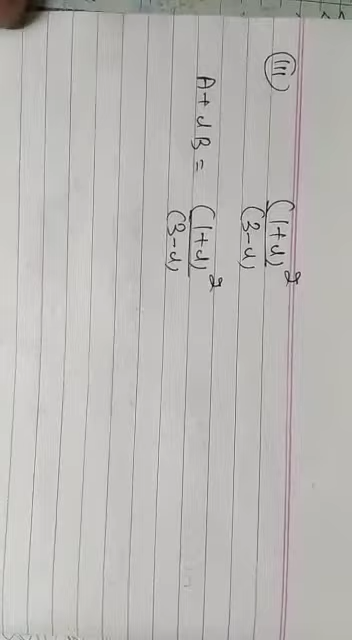 (iii) (1+i)²
(3-i)
A+iB = (1+i)²
(3-i)